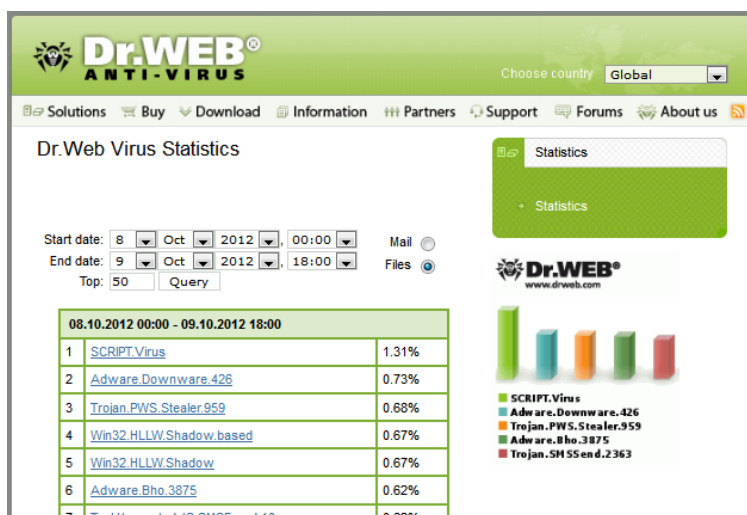 Dr.WEB®
ANTI-VIRUS
Choose country Global
Solutions Buy Download Information Partners Support Forums About us
Dr.Web Virus Statistics
Start date: 8 Oct 2012 , 00:00
End date: 9 Oct 2012 , 18:00
Top: 50 Query
Mail
Files
08.10.2012 00:00 - 09.10.2012 18:00
1 SCRIPT.Virus 1.31%
2 Adware.Downware.426 0.73%
3 Trojan.PWS.Stealer.959 0.68%
4 Win32.HLLW.Shadow.based 0.67%
5 Win32.HLLW.Shadow 0.67%
6 Adware.Bho.3875 0.62%
Statistics
Statistics
Dr.WEB®
www.drweb.com
SCRIPT.Virus
Adware.Downware.426
Trojan.PWS.Stealer.959
Adware.Bho.3875
Trojan.SMSSend.2363